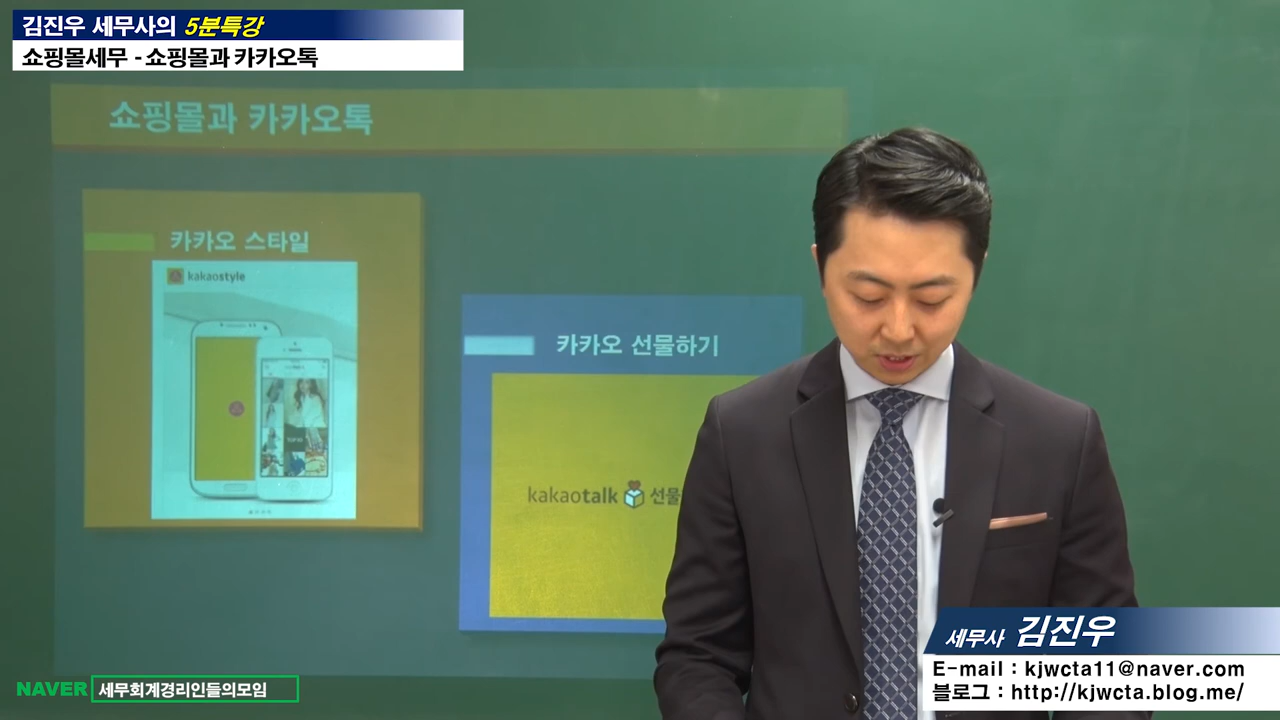 김진우 세무사의 5분특강
쇼핑몰세무 - 쇼핑몰과 카카오톡
쇼핑몰과 카카오톡
카카오 스타일
kakaostyle
카카오 선물하기
kakaotalk 선물
세무사 김진우
E-mail : kjwcta11@naver.com
블로그 : http://kjwcta.blog.me/
NAVER 세무회계경리인들의모임